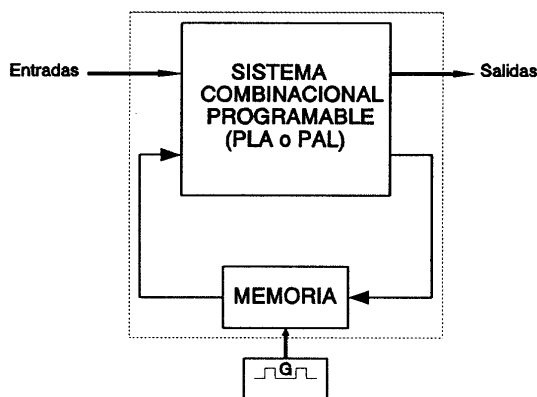 Entradas
SISTEMA
COMBINACIONAL
PROGRAMABLE
(PLA o PAL)
Salidas
MEMORIA
G